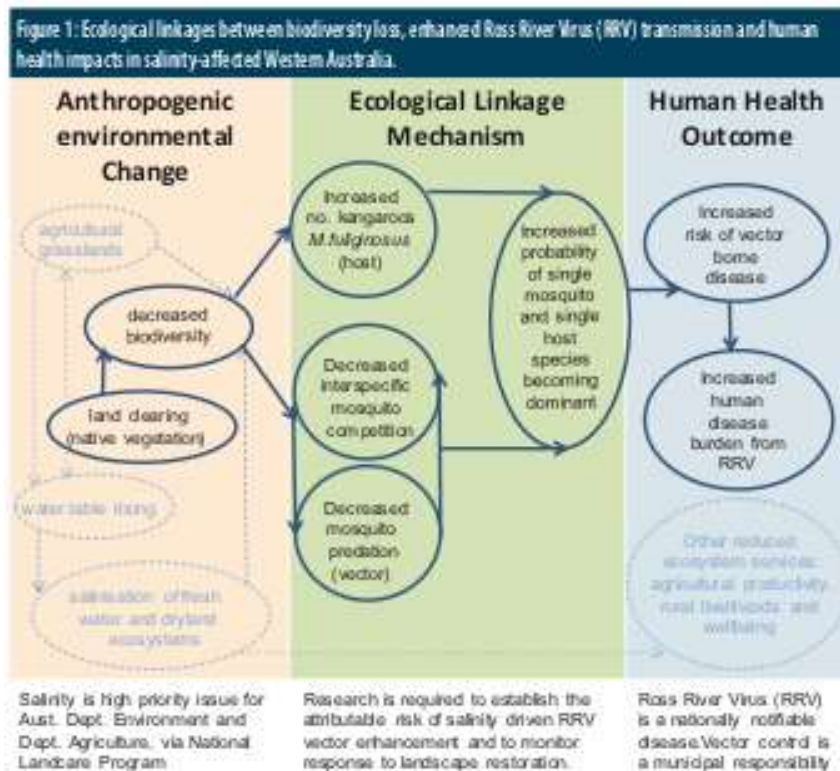 Figure 1: Ecological linkages between biodiversity loss, enhanced Ross River Virus (RRV) transmission and human
health impacts in salinity-affected Western Australia.
Anthropogenic
environmental
Change
Ecological Linkage
Mechanism
Human Health
Outcome
agricultural
grasslands
decreased
biodiversity
land clearing
(native vegetation)
water table rising
salinisation of fresh
water and dryland
ecosystems
Increased
no. kangaroos
M.fuliginosus
(host)
Decreased
interspecific
mosquito
competition
Decreased
mosquito
predation
(vector)
Increased
probability
of single
mosquito
and single
host
species
becoming
dominant
Increased
risk of vector
borne
disease
Increased
human
disease
burden from
RRV
Other reduced
ecosystem services:
agricultural productivity,
rural livelihoods and
wellbeing
Salinity is high priority issue for
Aust. Dept. Environment and
Dept. Agriculture, via National
Landcare Program
Research is required to establish the
attributable risk of salinity driven RRV
vector enhancement and to monitor
response to landscape restoration.
Ross River Virus (RRV)
is a nationally notifiable
disease.Vector control is
a municipal responsibility